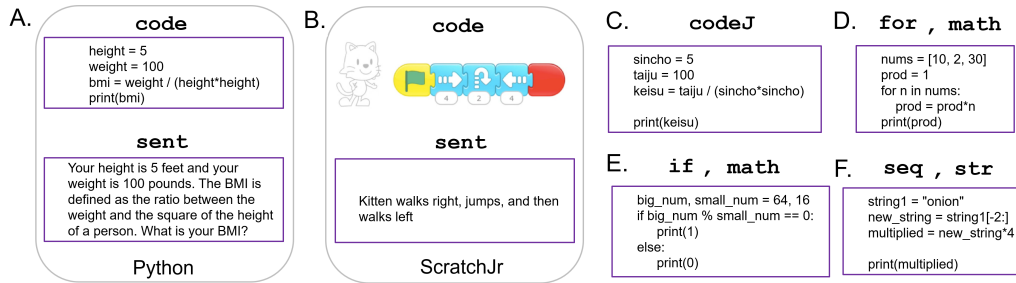 A.
code
height = 5
weight = 100
bmi = weight / (height*height)
print(bmi)
sent
Your height is 5 feet and your
weight is 100 pounds. The BMI is
defined as the ratio between the
weight and the square of the height
of a person. What is your BMI?
Python
B.
code
4
2
4
sent
Kitten walks right, jumps, and then
walks left
ScratchJr
C.
codeJ
sincho = 5
taiju = 100
keisu = taiju / (sincho*sincho)
print(keisu)
D.
for , math
nums = [10, 2, 30]
prod = 1
for n in nums:
prod = prod*n
print(prod)
E.
if , math
big_num, small_num = 64, 16
if big_num % small_num == 0:
print(1)
else:
print(0)
F.
seq , str
string1 = "onion"
new_string = string1[-2:]
multiplied = new_string*4
print(multiplied)